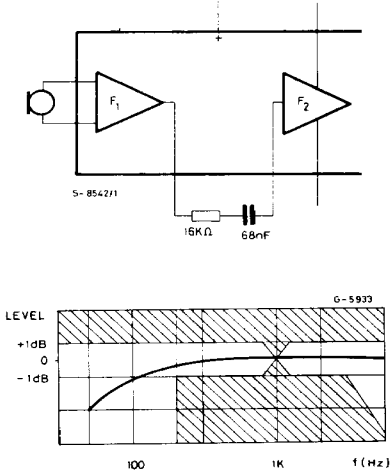 F1
F2
S-8542/1
16KΩ
68nF
G-5933
LEVEL
+1dB
0
-1dB
100
1K
f(Hz)